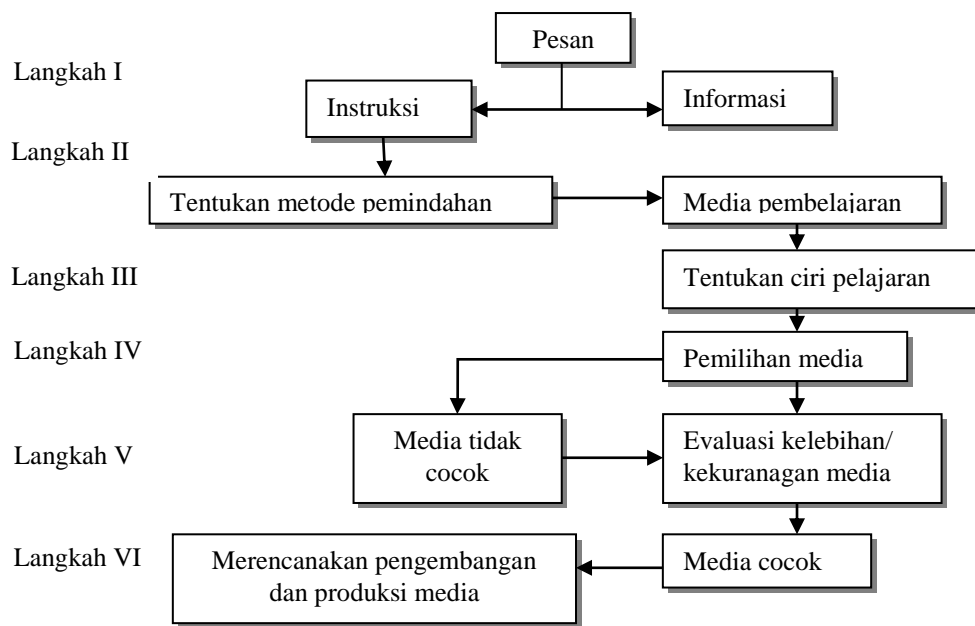 Pesan
Langkah I
Instruksi
Informasi
Langkah II
Tentukan metode pemindahan
Media pembelajaran
Langkah III
Tentukan ciri pelajaran
Langkah IV
Pemilihan media
Langkah V
Media tidak
cocok
Evaluasi kelebihan/
kekuranagan media
Langkah VI
Merencanakan pengembangan
dan produksi media
Media cocok